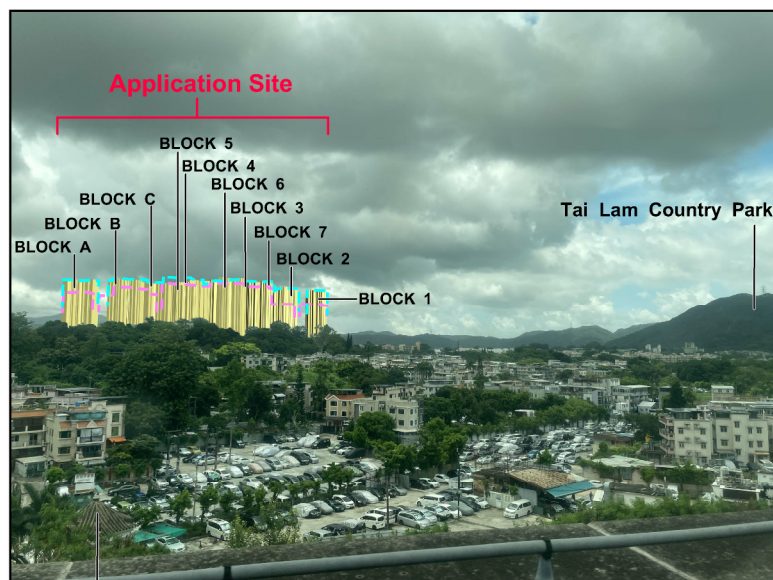 Application Site
BLOCK 5
BLOCK 4
BLOCK 6
BLOCK C
BLOCK 3
BLOCK B
BLOCK 7
BLOCK A
BLOCK 2
BLOCK 1
Tai Lam Country Park